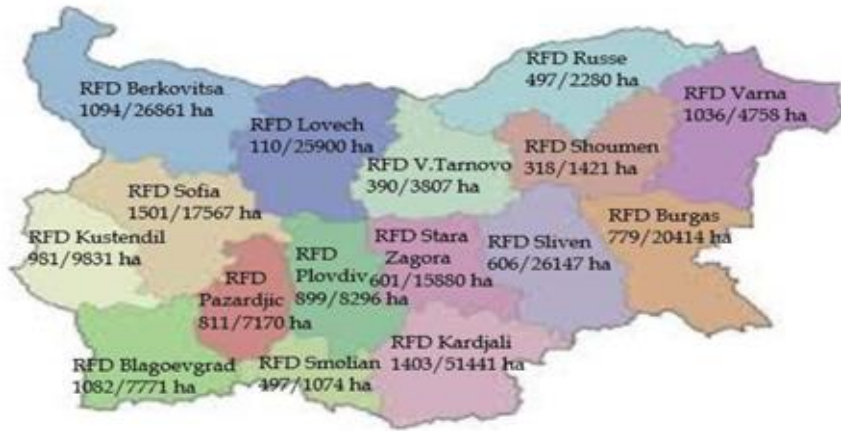 RFD Berkovitsa
1094/26861 ha
RFD Lovech
110/25900 ha
RFD V.Tarnovo
390/3807 ha
RFD Russe
497/2280 ha
RFD Varna
1036/4758 ha
RFD Shoumen
318/1421 ha
RFD Sofia
1501/17567 ha
RFD Kustendil
981/9831 ha
RFD
Pazardjic
811/7170 ha
RFD
Plovdiv
899/8296 ha
RFD Stara
Zagora
601/15880 ha
RFD Sliven
606/26147 ha
RFD Burgas
779/20414 ha
RFD Blagoevgrad
1082/7771 ha
RFD Smolian
497/1074 ha
RFD Kardjali
1403/51441 ha